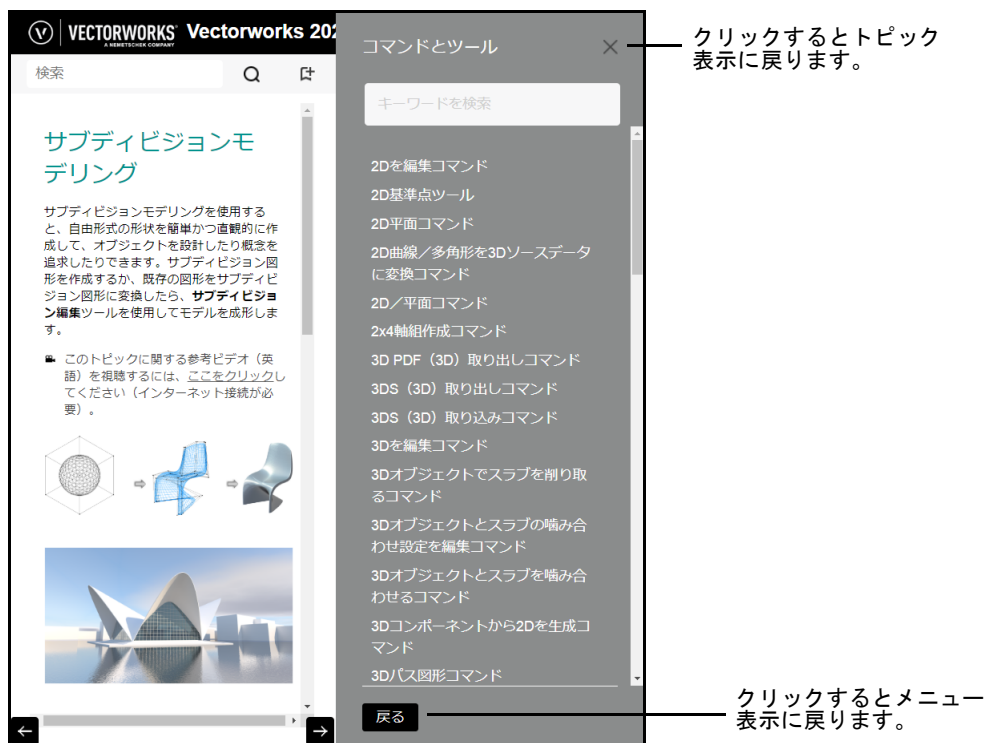 VECTORWORKS®
A NEMETSCHEK COMPANY
Vectorworks 202
検索
サブディビジョンモ
デリング
サブディビジョンモデリングを使用する
と、自由形式の形状を簡単かつ直観的に作
成して、オブジェクトを設計したり概念を
追求したりできます。サブディビジョン図
形を作成するか、既存の図形をサブディビ
ジョン図形に変換したら、サブディビジョ
ン編集ツールを使用してモデルを成形しま
す。
このトピックに関する参考ビデオ（英
語）を視聴するには、ここをクリックし
てください（インターネット接続が必
要）。
コマンドとツール
キーワードを検索
2Dを編集コマンド
2D基準点ツール
2D平面コマンド
2D曲線／多角形を3Dソースデータ
に変換コマンド
2D／平面コマンド
2x4軸組作成コマンド
3D PDF（3D）取り出しコマンド
3DS（3D）取り出しコマンド
3DS（3D）取り込みコマンド
3Dを編集コマンド
3Dオブジェクトでスラブを削り取
るコマンド
3Dオブジェクトとスラブの噛み合
わせ設定を編集コマンド
3Dオブジェクトとスラブを噛み合
わせるコマンド
3Dコンポーネントから2Dを生成コ
マンド
3Dパス図形コマンド
戻る
クリックするとトピック
表示に戻ります。
クリックするとメニュー
表示に戻ります。